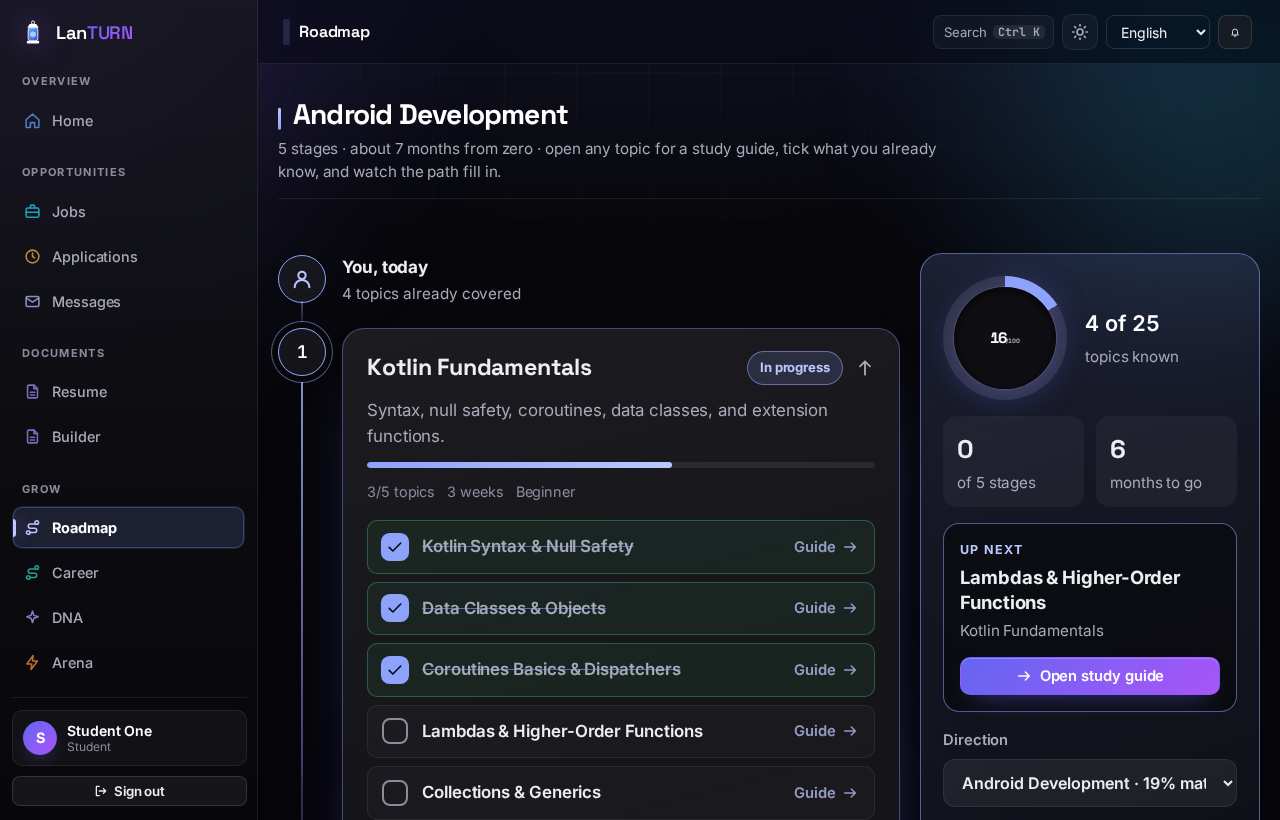 LanTURN
OVERVIEW
Home
OPPORTUNITIES
Jobs
Applications
Messages
DOCUMENTS
Resume
Builder
GROW
Roadmap
Career
DNA
Arena
S
Student One
Student
Sign out
Roadmap
Search Ctrl K
English
Android Development
5 stages · about 7 months from zero · open any topic for a study guide, tick what you already
know, and watch the path fill in.
You, today
4 topics already covered
1
Kotlin Fundamentals
In progress
Syntax, null safety, coroutines, data classes, and extension
functions.
3/5 topics 3 weeks Beginner
Kotlin Syntax & Null Safety Guide →
Data Classes & Objects Guide →
Coroutines Basics & Dispatchers Guide →
Lambdas & Higher-Order Functions Guide →
Collections & Generics Guide →
16/100
4 of 25
topics known
0
of 5 stages
6
months to go
UP NEXT
Lambdas & Higher-Order
Functions
Kotlin Fundamentals
→ Open study guide
Direction
Android Development · 19% mat